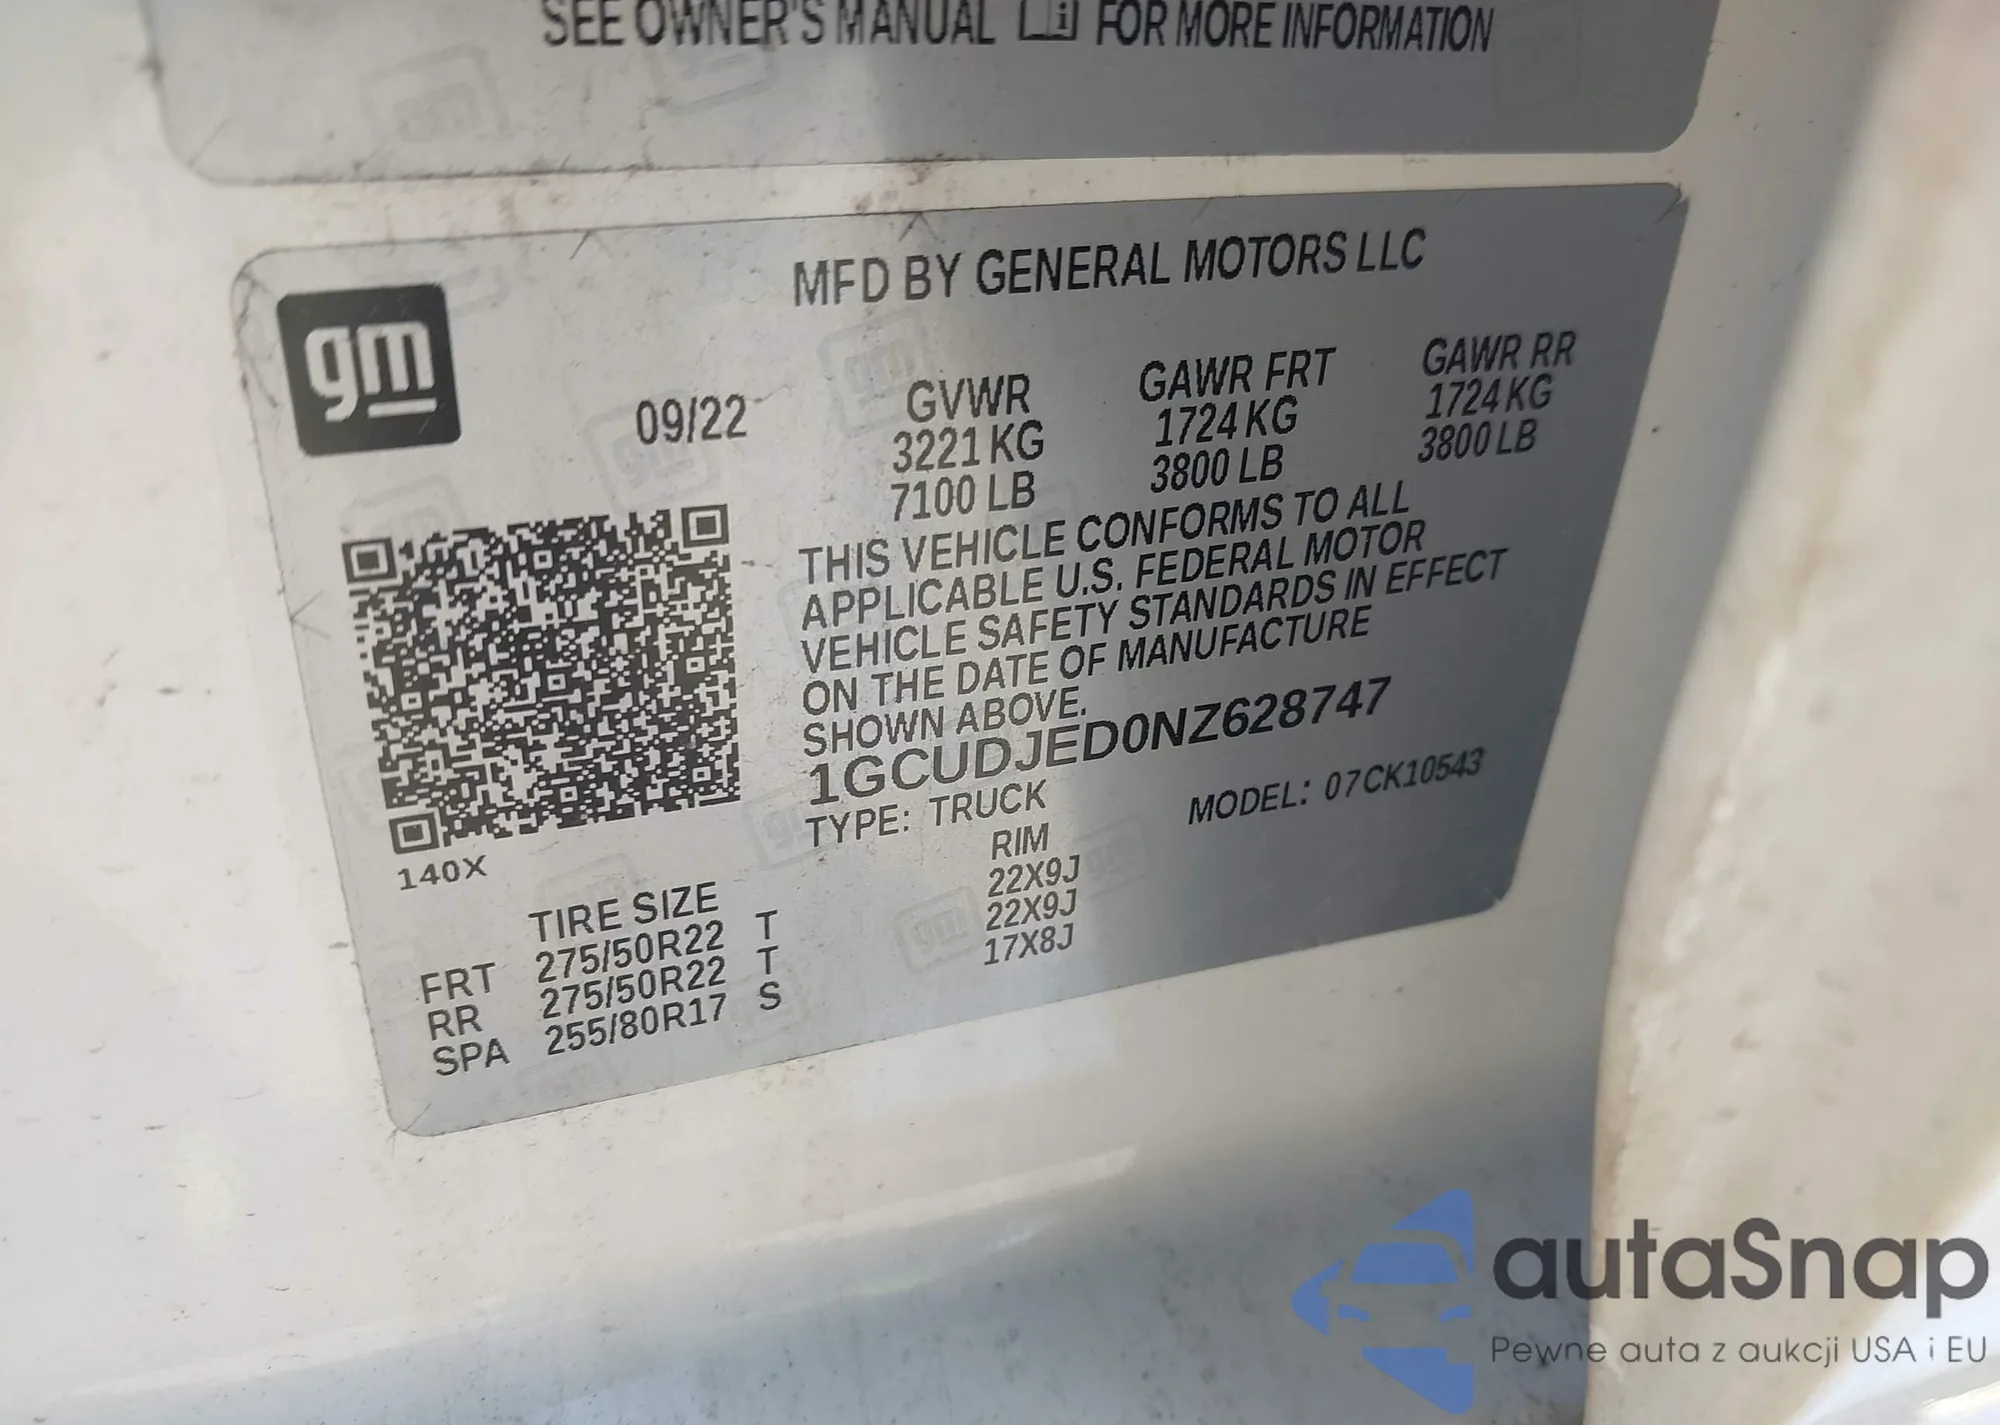 SEE OWNER'S MANUAL FOR MORE INFORMATION
MFD BY GENERAL MOTORS LLC
gm
09/22
GVWR GAWR FRT GAWR RR
3221 KG 1724 KG 1724 KG
7100 LB 3800 LB 3800 LB
THIS VEHICLE CONFORMS TO ALL
APPLICABLE U.S. FEDERAL MOTOR
VEHICLE SAFETY STANDARDS IN EFFECT
ON THE DATE OF MANUFACTURE
SHOWN ABOVE.
1GCUDJED0NZ628747
TYPE: TRUCK MODEL: 07CK10543
140X
TIRE SIZE RIM
FRT 275/50R22 T 22X9J
RR 275/50R22 T 22X9J
SPA 255/80R17 S 17X8J
autaSnap
Pewne auta z aukcji USA i EU